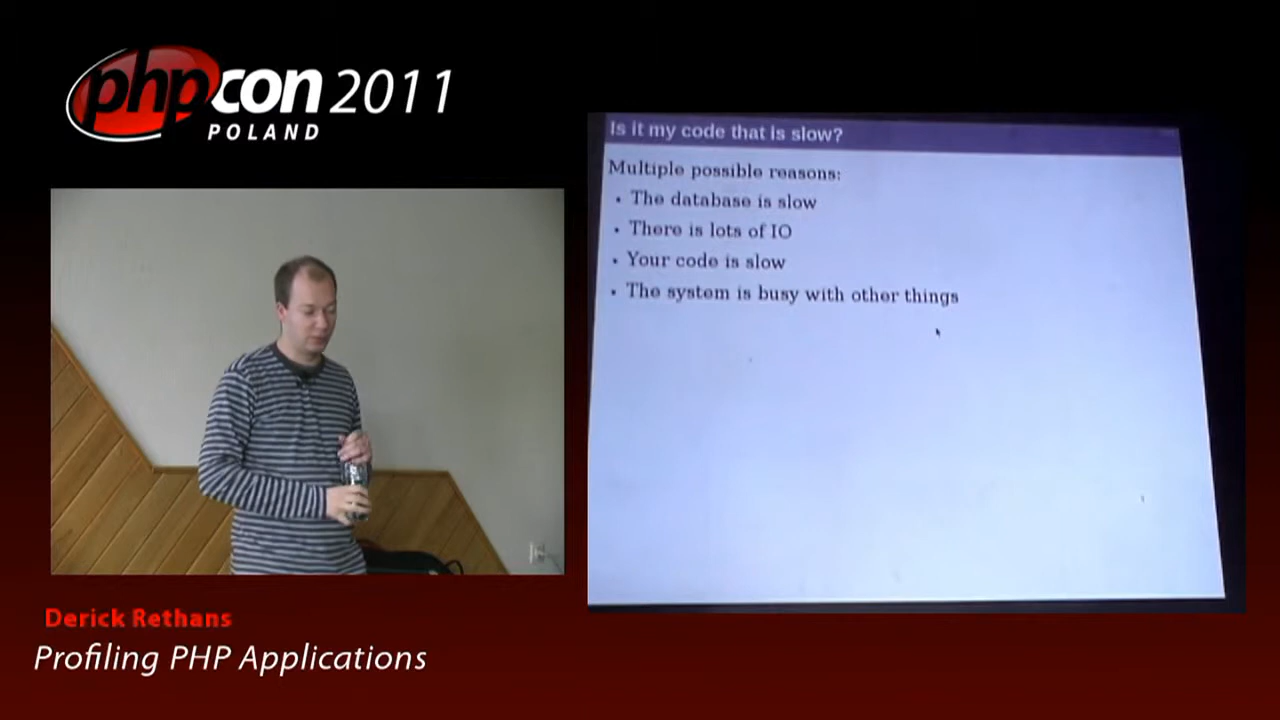 phpcon 2011
POLAND
Is it my code that is slow?
Multiple possible reasons:
• The database is slow
• There is lots of IO
• Your code is slow
• The system is busy with other things
Derick Rethans
Profiling PHP Applications